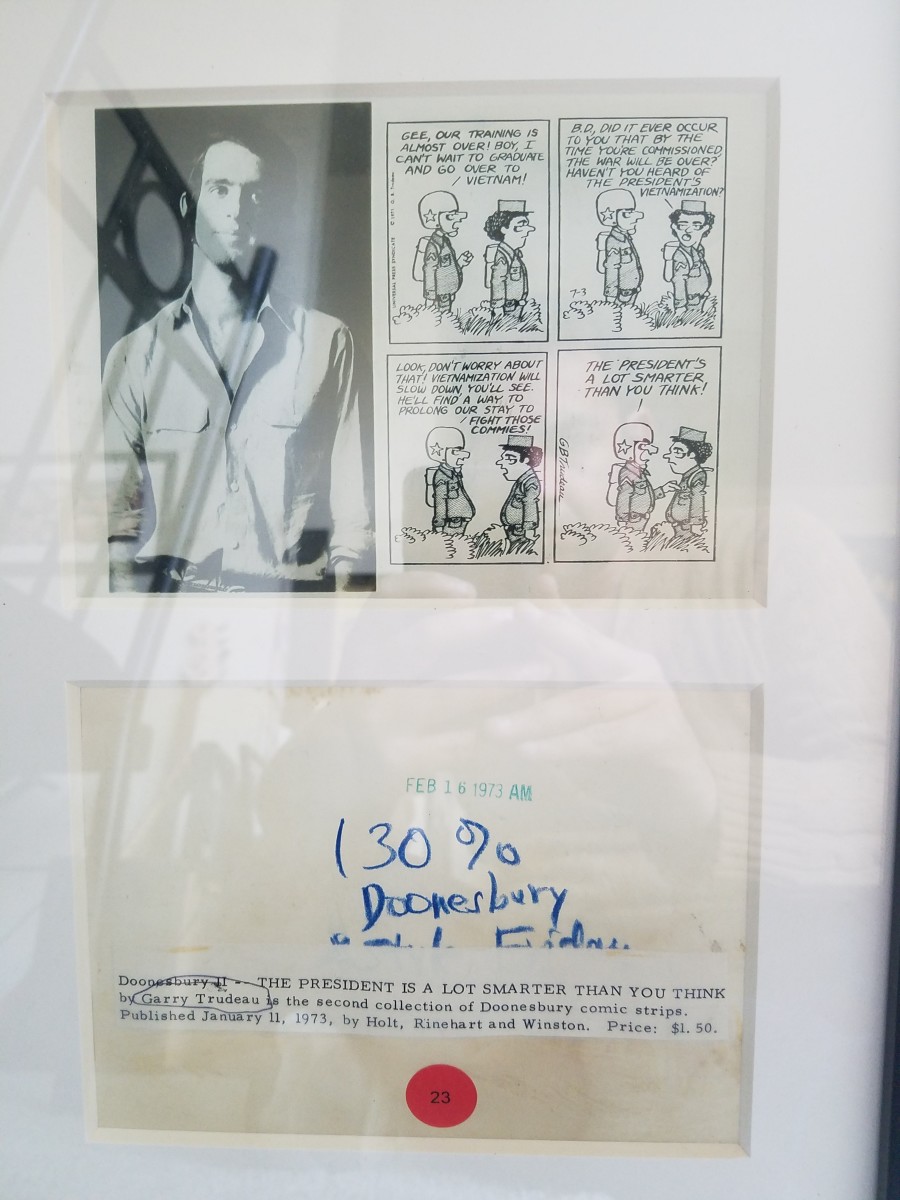 GEE, OUR TRAINING IS
ALMOST OVER! BOY, I
CAN'T WAIT TO GRADUATE
AND GO OVER TO
VIETNAM!
UNIVERSAL PRESS SYNDICATE © 1971 G. B. Trudeau
B.D, DID IT EVER OCCUR
TO YOU THAT BY THE
TIME YOU'RE COMMISSIONED
THE WAR WILL BE OVER?
HAVEN'T YOU HEARD OF
THE PRESIDENT'S
VIETNAMIZATION?
7-3
LOOK, DON'T WORRY ABOUT
THAT! VIETNAMIZATION WILL
SLOW DOWN, YOU'LL SEE.
HE'LL FIND A WAY TO
PROLONG OUR STAY TO
FIGHT THOSE
COMMIES!
THE PRESIDENT'S
A LOT SMARTER
THAN YOU THINK!
GBTrudeau
FEB 16 1973 AM
130 %
Doonesbury
Friday
Doonesbury II -- THE PRESIDENT IS A LOT SMARTER THAN YOU THINK
by Garry Trudeau is the second collection of Doonesbury comic strips.
Published January 11, 1973, by Holt, Rinehart and Winston. Price: $1.50.
23